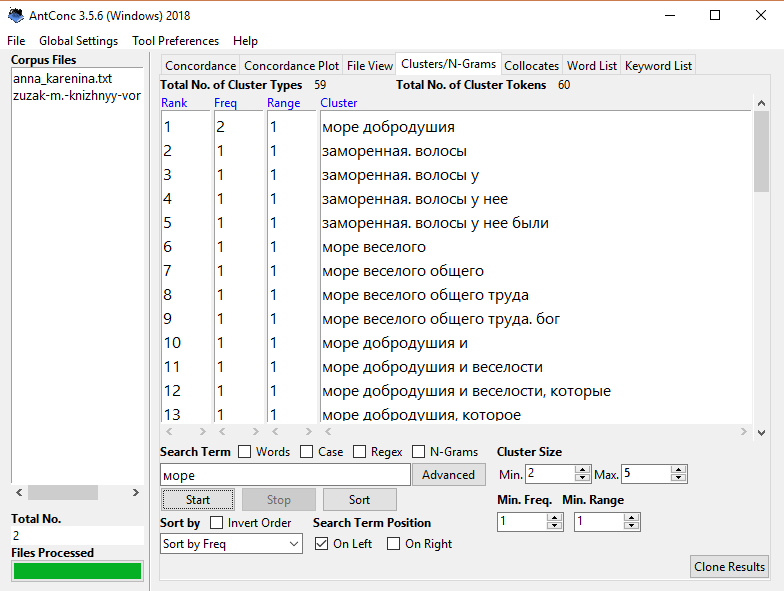 AntConc 3.5.6 (Windows) 2018
File Global Settings Tool Preferences Help
Corpus Files
anna_karenina.txt
zuzak-m.-knizhnyy-vor
Total No.
2
Files Processed
Concordance Concordance Plot File View Clusters/N-Grams Collocates Word List Keyword List
Total No. of Cluster Types 59 Total No. of Cluster Tokens 60
Rank Freq Range Cluster
1 2 1 море добродушия
2 1 1 заморенная. волосы
3 1 1 заморенная. волосы у
4 1 1 заморенная. волосы у нее
5 1 1 заморенная. волосы у нее были
6 1 1 море веселого
7 1 1 море веселого общего
8 1 1 море веселого общего труда
9 1 1 море веселого общего труда. бог
10 1 1 море добродушия и
11 1 1 море добродушия и веселости
12 1 1 море добродушия и веселости, которые
13 1 1 море добродушия, которое
Search Term Words Case Regex N-Grams Cluster Size
море Advanced Min. 2 Max. 5
Start Stop Sort Min. Freq. Min. Range
Sort by Invert Order Search Term Position 1 1
Sort by Freq On Left On Right
Clone Results